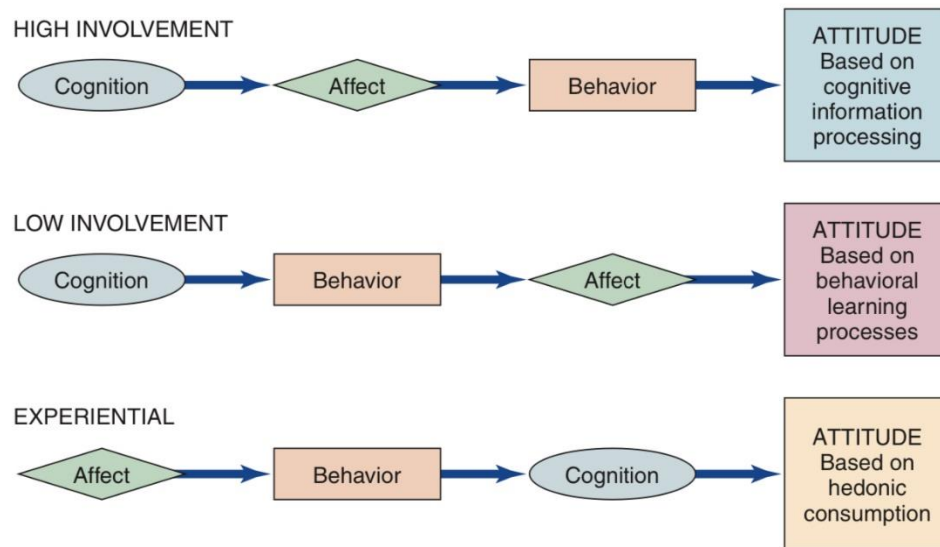 HIGH INVOLVEMENT
Cognition
Affect
Behavior
ATTITUDE
Based on
cognitive
information
processing
LOW INVOLVEMENT
Cognition
Behavior
Affect
ATTITUDE
Based on
behavioral
learning
processes
EXPERIENTIAL
Affect
Behavior
Cognition
ATTITUDE
Based on
hedonic
consumption